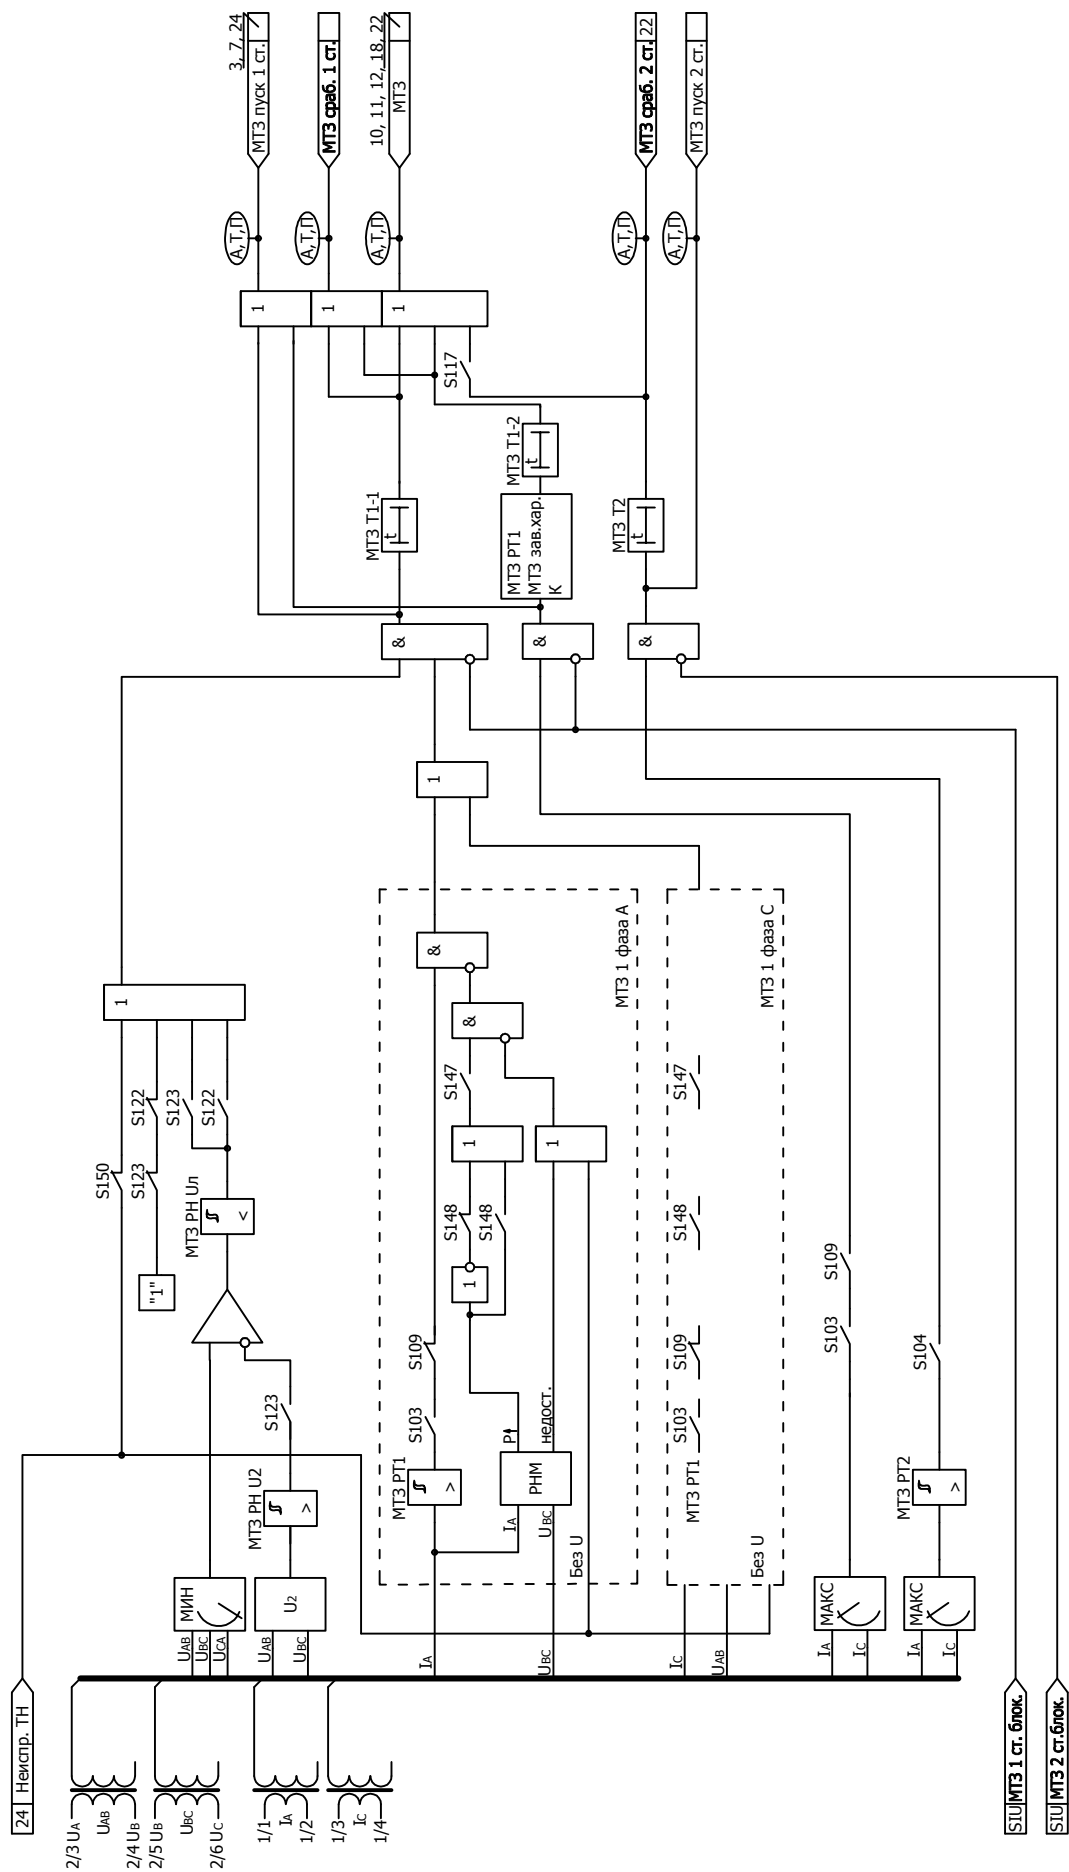 24 Неиспр. ТН
2/3 UA
UAB
2/4 UB
2/5 UB
UBC
2/6 UC
1/1
IA
1/2
1/3
IC
1/4
SIU МТЗ 1 ст. блок.
SIU МТЗ 2 ст.блок.
UAB
UBC
UCA
МИН
UAB
UBC
U2
МТЗ РН U2
>
S123
"1"
МТЗ РН Uл
<
S150
S123
S122
S123
S122
1
IA
UBC
Без U
IA
UBC
РНМ
P
недост.
МТЗ РТ1
>
S103
S109
1
S148
S148
1
1
S147
&
&
МТЗ 1 фаза А
IC
UAB
Без U
МТЗ РТ1
S103
S109
S148
S147
МТЗ 1 фаза С
IA
IC
МАКС
S103
S109
IA
IC
МАКС
МТЗ РТ2
>
S104
1
&
&
&
МТЗ Т1-1
t
МТЗ РТ1
МТЗ зав.хар.
К
МТЗ Т1-2
t
МТЗ Т2
t
S117
1
1
1
А,Т,П
А,Т,П
А,Т,П
А,Т,П
А,Т,П
3, 7, 24
МТЗ пуск 1 ст.
МТЗ сраб. 1 ст.
10, 11, 12, 18, 22
МТЗ
МТЗ сраб. 2 ст. 22
МТЗ пуск 2 ст.